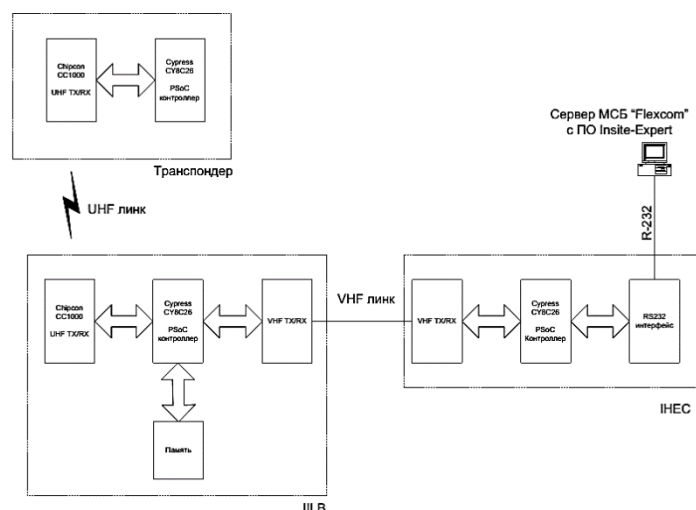 Chipcon
CC1000
UHF TX/RX
Cypress
CY8C26
PSoC
контроллер
Транспондер
Сервер МСБ "Flexcom"
с ПО Insite-Expert
UHF линк
R-232
Chipcon
CC1000
UHF TX/RX
Cypress
CY8C26
PSoC
контроллер
VHF TX/RX
VHF линк
VHF TX/RX
Cypress
CY8C26
PSoC
Контроллер
RS232
интерфейс
Память
IHEC